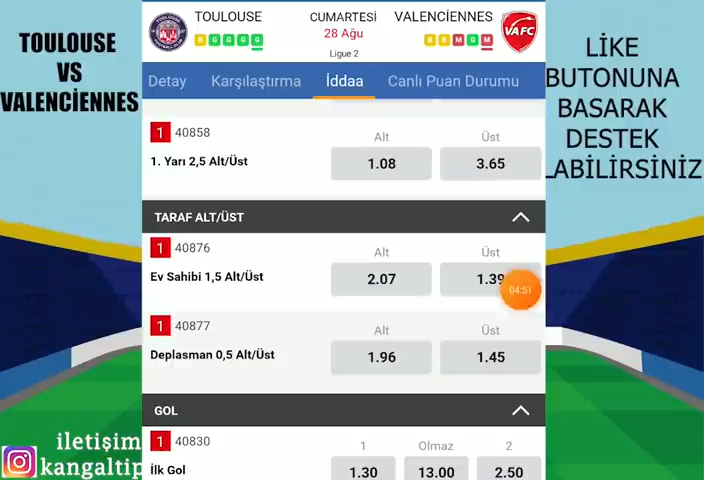 TOULOUSE
VS
VALENCİENNES
TOULOUSE
B G G G G
CUMARTESİ
28 Ağu
Ligue 2
VALENCİENNES
B B M G M
VAFC
Detay Karşılaştırma İddaa Canlı Puan Durumu
1 40858
Alt Üst
1. Yarı 2,5 Alt/Üst 1.08 3.65
TARAF ALT/ÜST
1 40876
Alt Üst
Ev Sahibi 1,5 Alt/Üst 2.07 1.39
04:51
1 40877
Alt Üst
Deplasman 0,5 Alt/Üst 1.96 1.45
GOL
1 40830
1 Olmaz 2
İlk Gol 1.30 13.00 2.50
LİKE
BUTONUNA
BASARAK
DESTEK
LABİLİRSİNİZ
iletişim
kangaltip